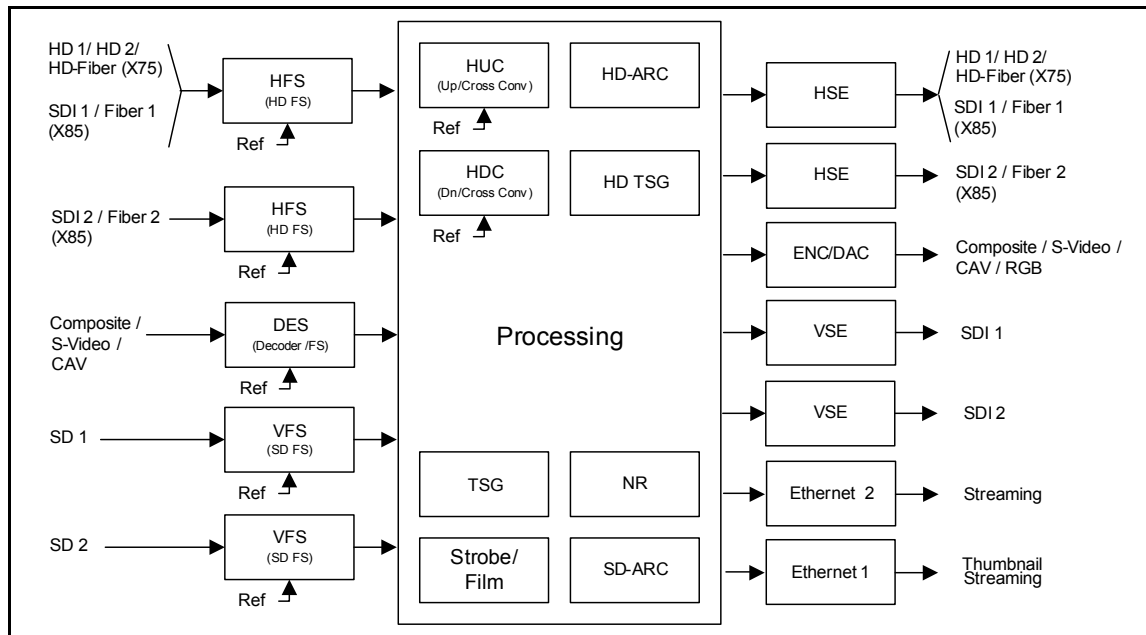 HD 1/ HD 2/
HD-Fiber (X75)
SDI 1 / Fiber 1
(X85)
HFS
(HD FS)
Ref
SDI 2 / Fiber 2
(X85)
HFS
(HD FS)
Ref
Composite /
S-Video /
CAV
DES
(Decoder /FS)
Ref
SD 1
VFS
(SD FS)
Ref
SD 2
VFS
(SD FS)
Ref
HUC
(Up/Cross Conv)
Ref
HD-ARC
HDC
(Dn/Cross Conv)
Ref
HD TSG
Processing
TSG
NR
Strobe/
Film
SD-ARC
HSE
HD 1/ HD 2/
HD-Fiber (X75)
SDI 1 / Fiber 1
(X85)
HSE
SDI 2 / Fiber 2
(X85)
ENC/DAC
Composite / S-Video /
CAV / RGB
VSE
SDI 1
VSE
SDI 2
Ethernet 2
Streaming
Ethernet 1
Thumbnail
Streaming